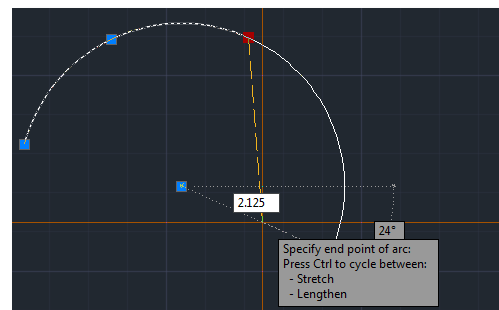 2.125
24°
Specify end point of arc:
Press Ctrl to cycle between:
- Stretch
- Lengthen